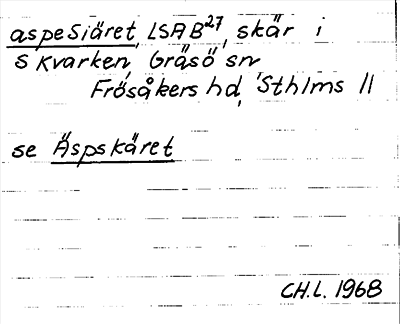 aspesiäret, LSAB27, skär i
S Kvarken, Gräsö sn,
Frösåkers hd, Sthlms ll
se Äspskäret
CH.L. 1968